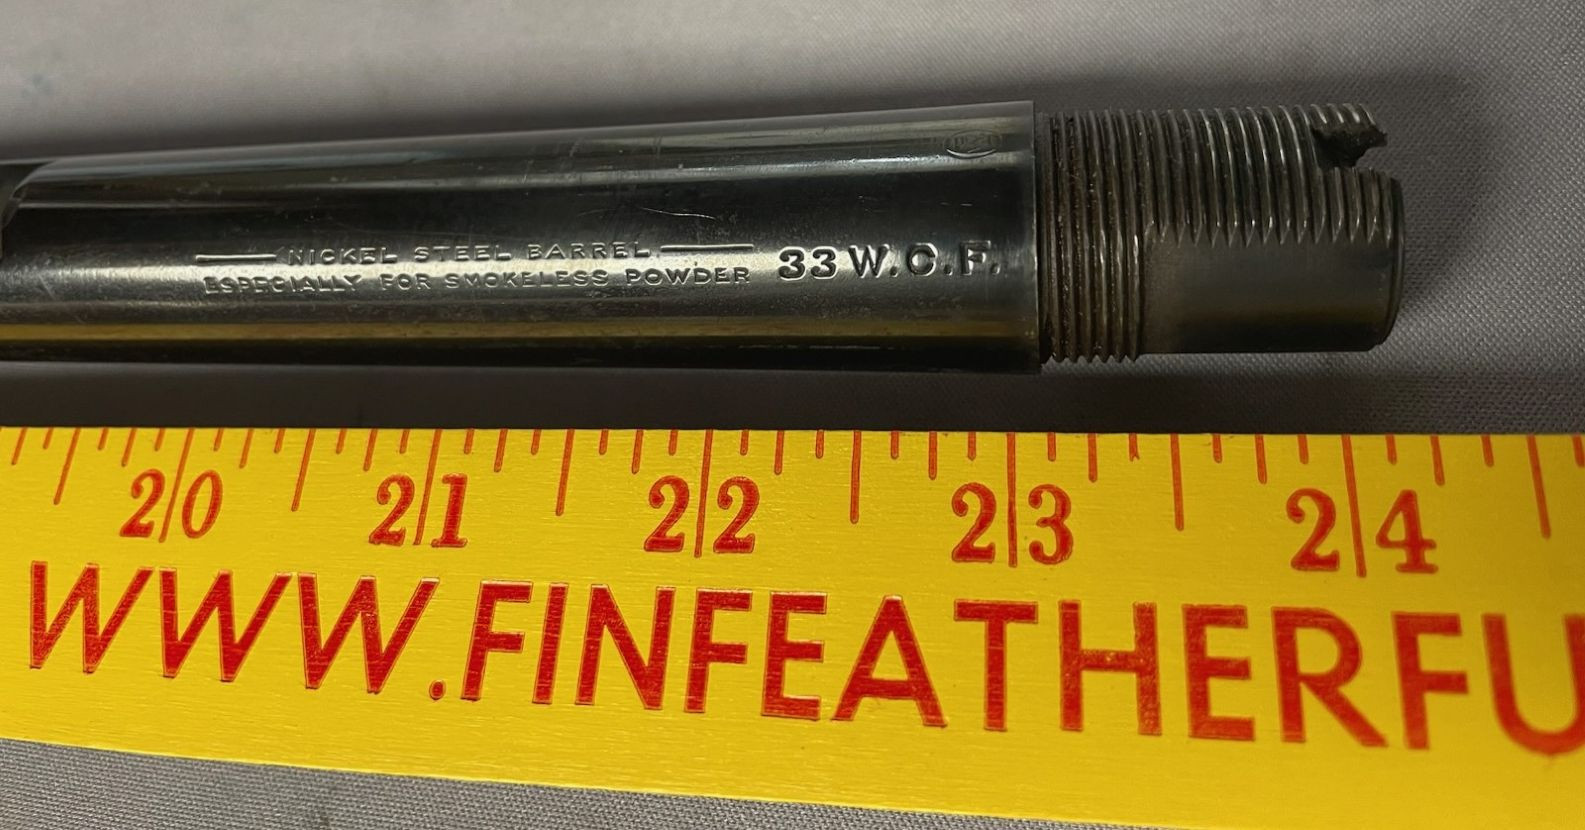 NICKEL STEEL BARREL.
ESPECIALLY FOR SMOKELESS POWDER
33 W.C.F.
20 21 22 23 24
WWW.FINFEATHERFU